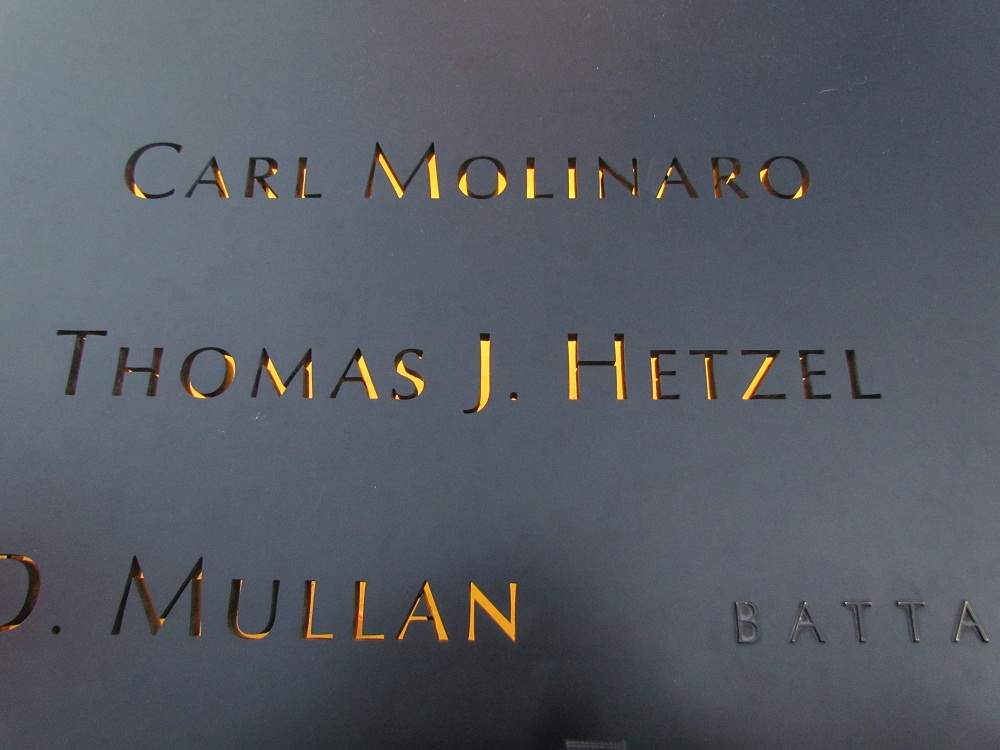 CARL MOLINARO
THOMAS J. HETZEL
D. MULLAN BATTA